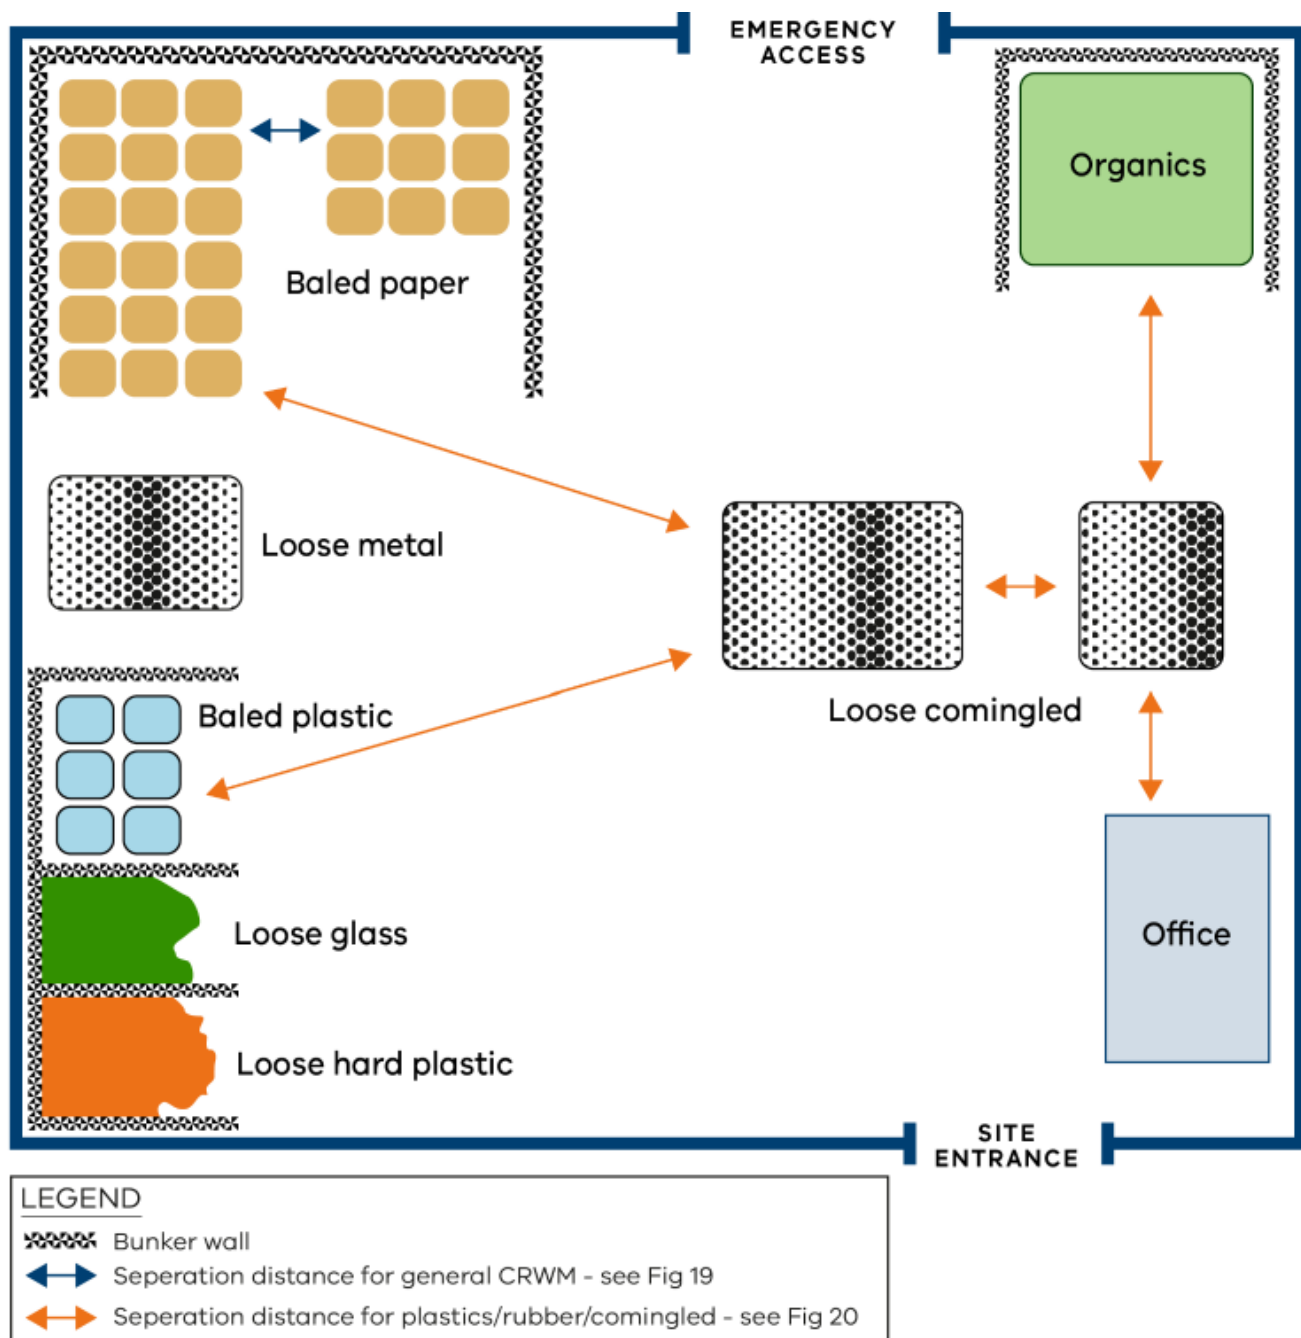 EMERGENCY
ACCESS
Organics
Baled paper
Loose metal
Baled plastic
Loose comingled
Loose glass
Office
Loose hard plastic
SITE
ENTRANCE
LEGEND
Bunker wall
Seperation distance for general CRWM - see Fig 19
Seperation distance for plastics/rubber/comingled - see Fig 20